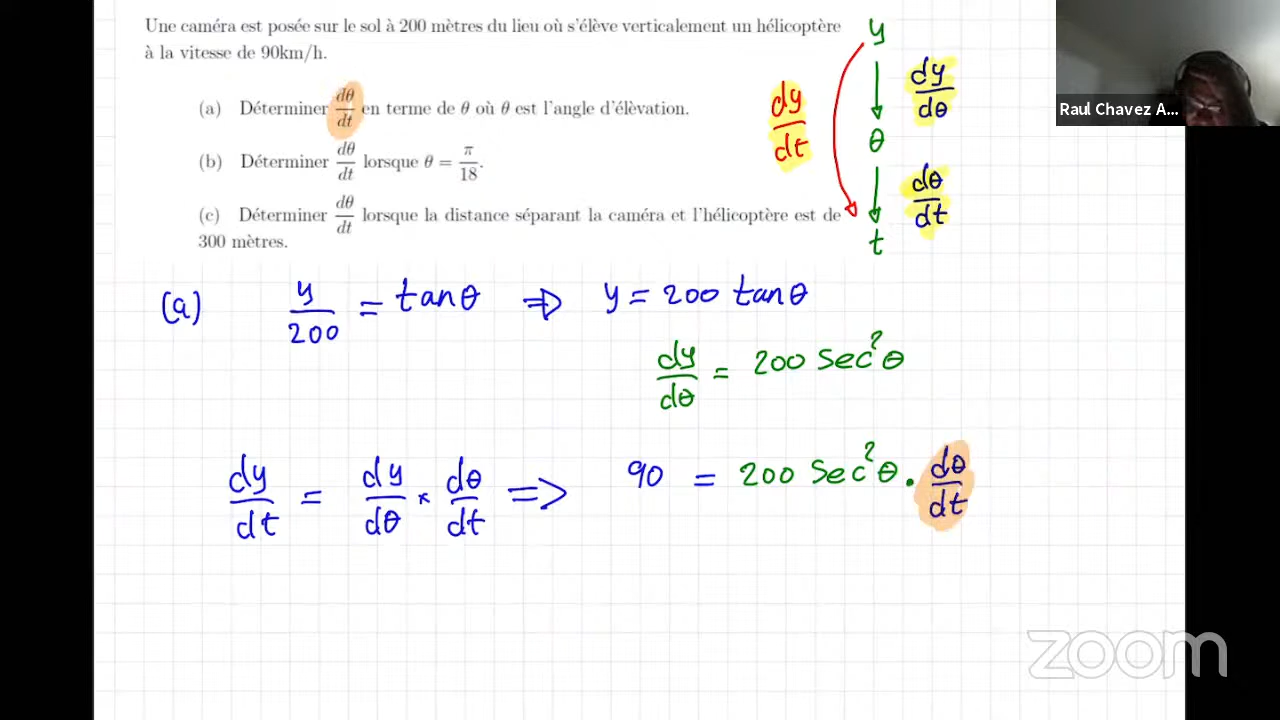 Une caméra est posée sur le sol à 200 mètres du lieu où s'élève verticalement un hélicoptère
à la vitesse de 90km/h.
(a) Déterminer dθ/dt en terme de θ où θ est l'angle d'élèvation.
(b) Déterminer dθ/dt lorsque θ = π/18.
(c) Déterminer dθ/dt lorsque la distance séparant la caméra et l'hélicoptère est de
300 mètres.
y
dy/dθ
dy/dt
θ
dθ/dt
t
Raul Chavez A...
(a) y/200 = tanθ ⇒ y = 200 tanθ
dy/dθ = 200 Sec²θ
dy/dt = dy/dθ × dθ/dt => 90 = 200 Sec²θ . dθ/dt
zoom